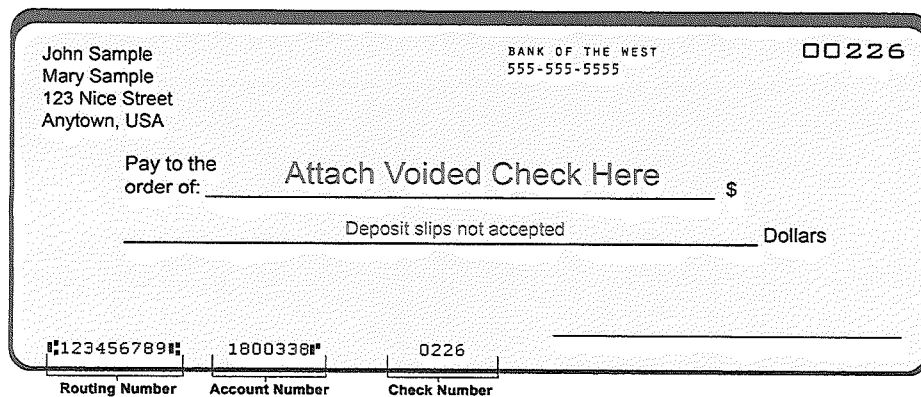 John Sample
Mary Sample
123 Nice Street
Anytown, USA
BANK OF THE WEST
555-555-5555
00226
Pay to the
order of:
Attach Voided Check Here
$
Deposit slips not accepted
Dollars
⑆123456789⑆ 1800338⑈ 0226
Routing Number Account Number Check Number